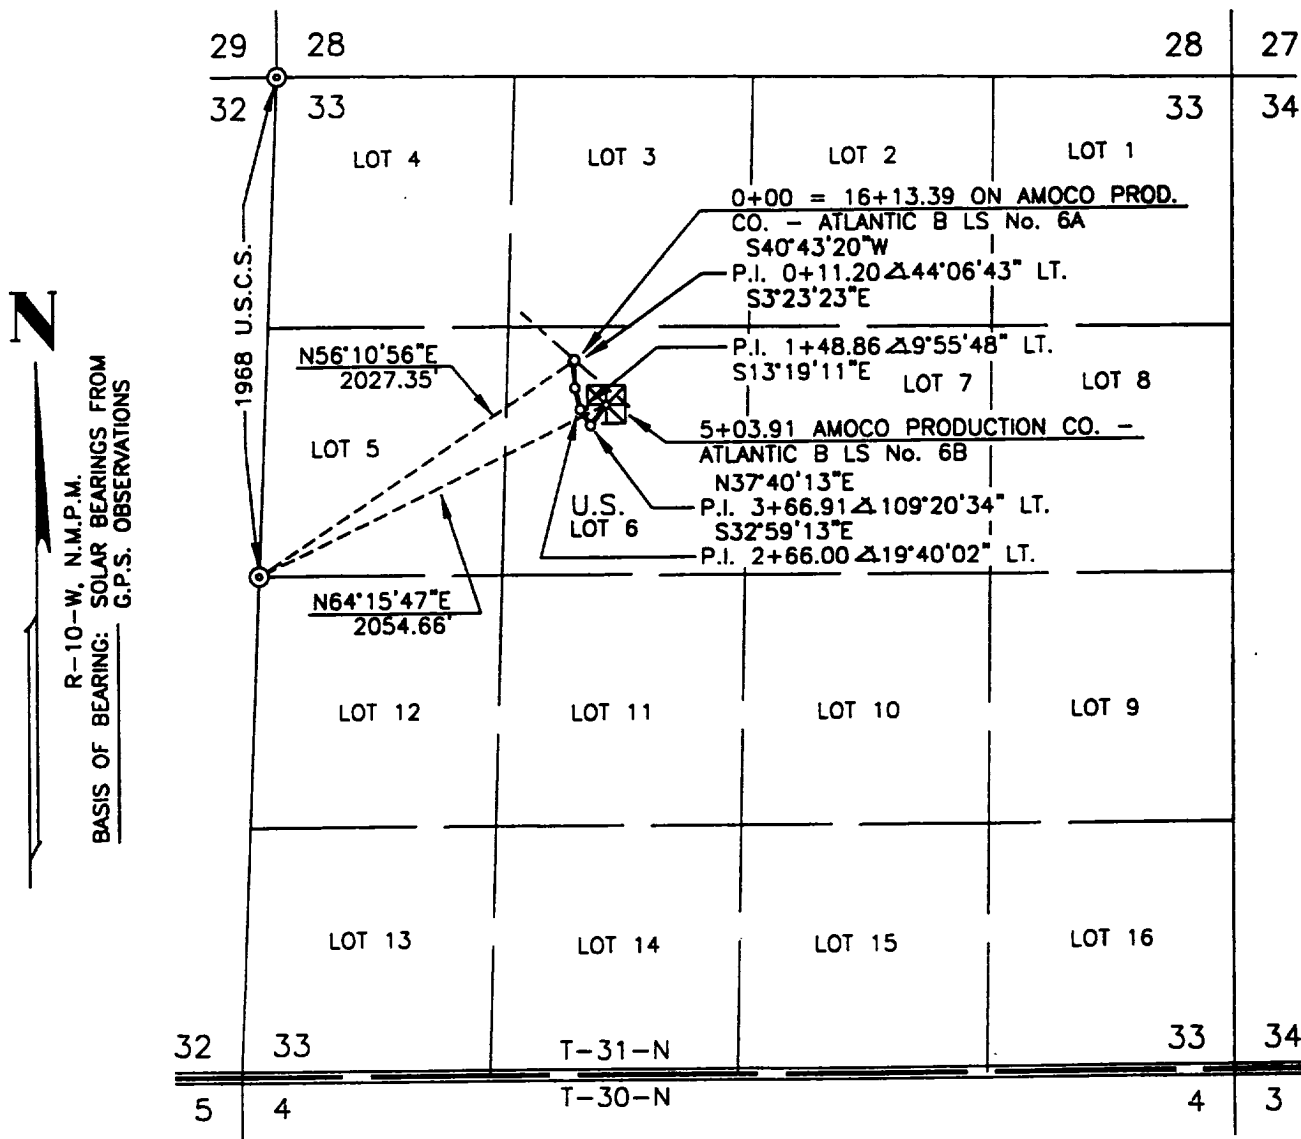 29 28 28 27
32 33 33 34
LOT 4 LOT 3 LOT 2 LOT 1
0+00 = 16+13.39 ON AMOCO PROD.
CO. - ATLANTIC B LS No. 6A
S40°43'20"W
P.I. 0+11.20 Δ44°06'43" LT.
S3°23'23"E
1968 U.S.C.S.
N
R-10-W, N.M.P.M.
BASIS OF BEARING: SOLAR BEARINGS FROM
G.P.S. OBSERVATIONS
N56°10'56"E
2027.35'
P.I. 1+48.86 Δ9°55'48" LT.
S13°19'11"E
LOT 7 LOT 8
5+03.91 AMOCO PRODUCTION CO. -
ATLANTIC B LS No. 6B
LOT 5
N37°40'13"E
U.S.
LOT 6
P.I. 3+66.91 Δ109°20'34" LT.
S32°59'13"E
P.I. 2+66.00 Δ19°40'02" LT.
N64°15'47"E
2054.66'
LOT 12 LOT 11 LOT 10 LOT 9
LOT 13 LOT 14 LOT 15 LOT 16
32 33 T-31-N 33 34
5 4 T-30-N 4 3